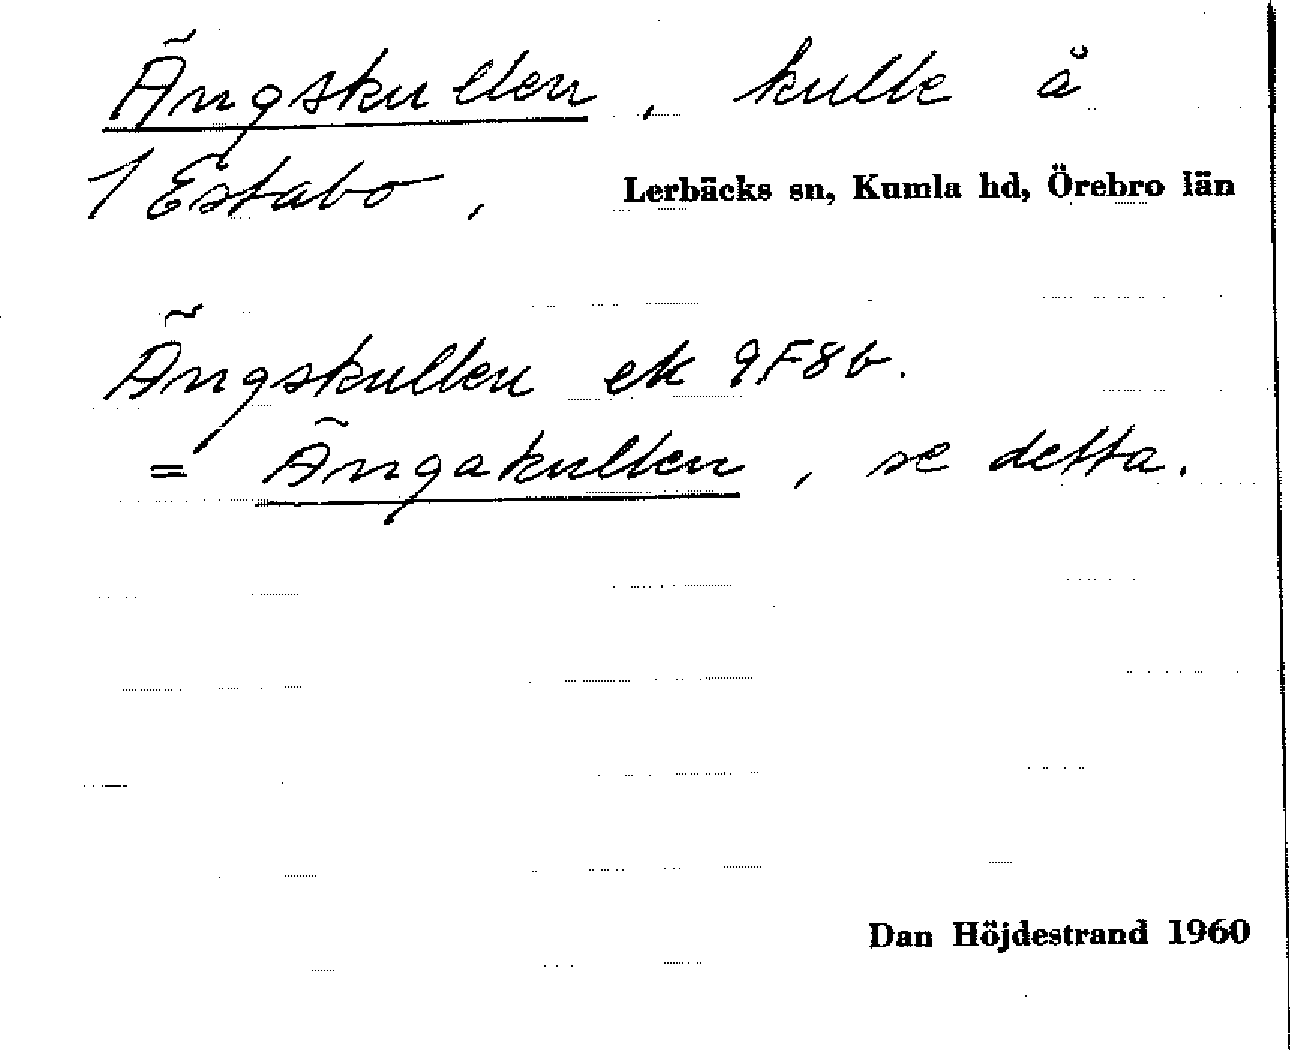 Ängskullen, kulle å
1 Estabo, Lerbäcks sn, Kumla hd, Örebro län
Ängskullen ek 9F8b.
= Ängakullen, se detta.
Dan Höjdestrand 1960